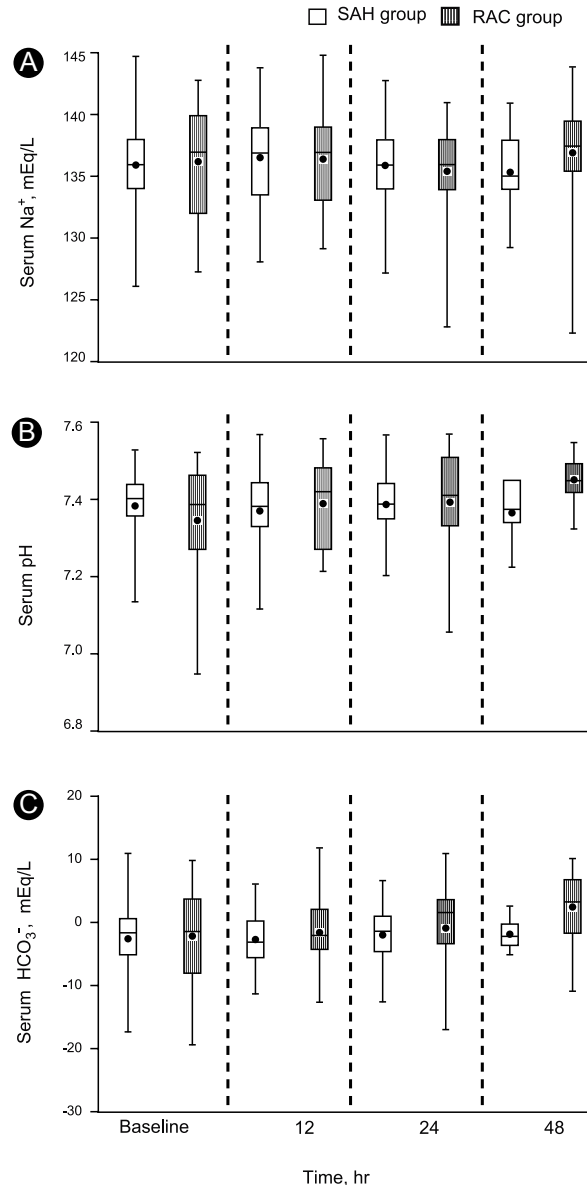 SAH group RAC group
A
Serum Na+, mEq/L
145
140
135
130
125
120
B
Serum pH
7.6
7.4
7.2
7.0
6.8
C
Serum HCO3-, mEq/L
20
10
0
-10
-20
-30
Baseline 12 24 48
Time, hr